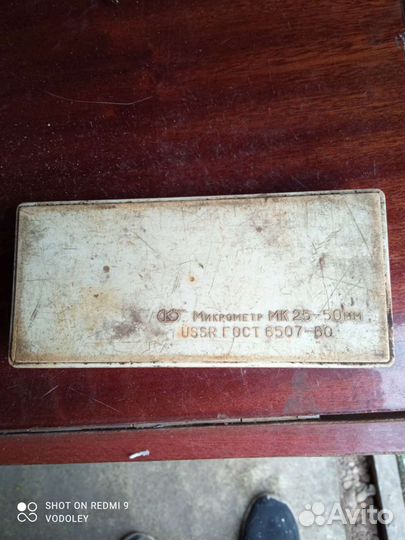 Микрометр МК 25-50мм
USSR ГОСТ 6507-60
SHOT ON REDMI 9
VODOLEY
Avito